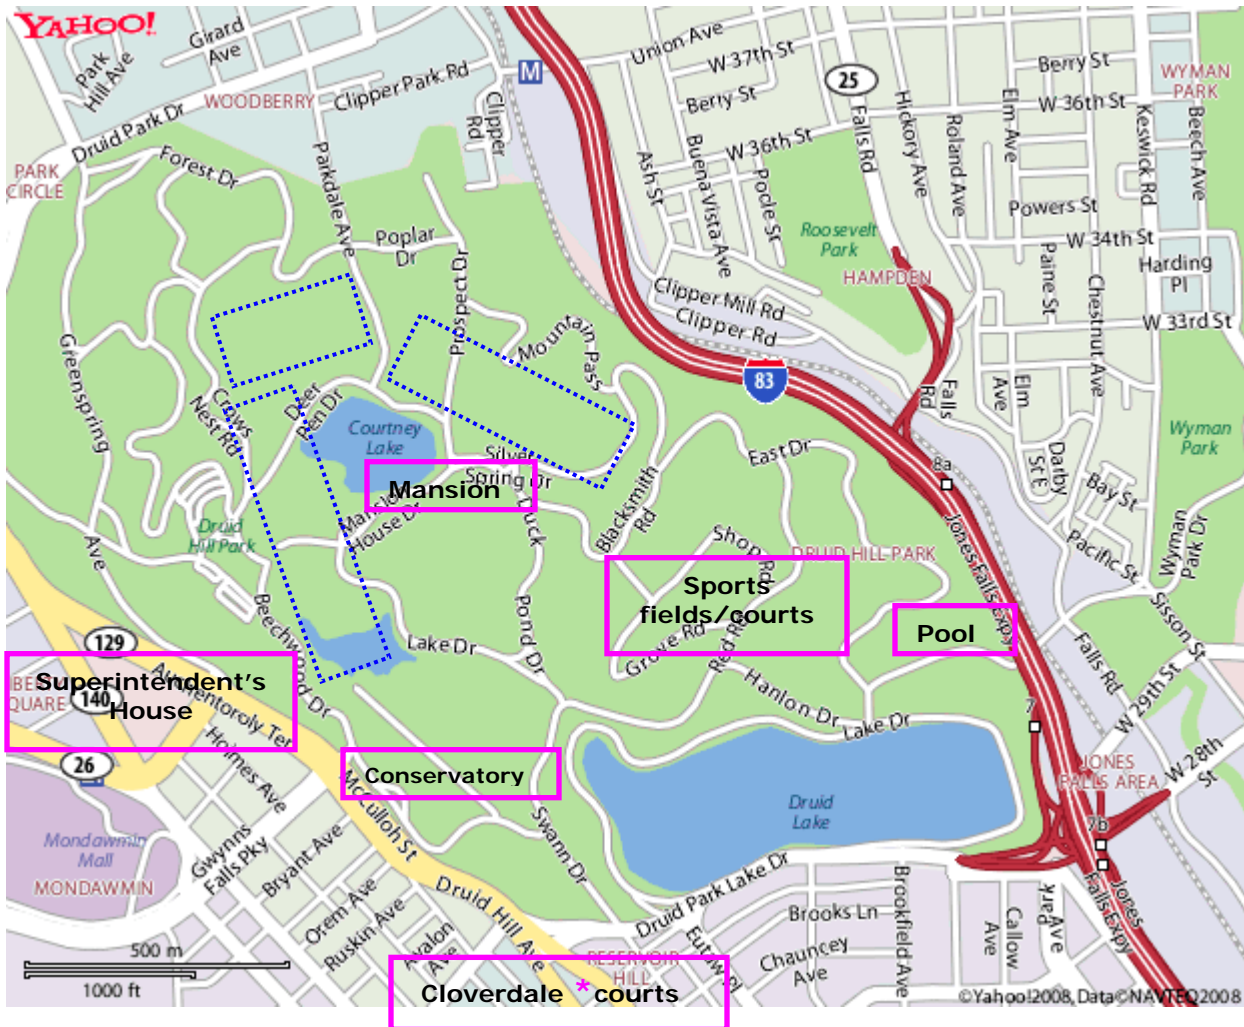 YAHOO!
Girard
Ave
Park
Hill Ave
Druid Park Dr
WOODBERRY
Clipper Park Rd
Clipper
Rd
M
Union Ave
W 37th St
Berry St
W 36th St
25
Falls Rd
Hickory Ave
Roland Ave
Elm Ave
Berry St
W 36th St
Keswick Rd
Beech Ave
WYMAN
PARK
PARK
CIRCLE
Forest Dr
Parkdale Ave
Poplar
Dr
Prospect Dr
Ash St
Buena Vista Ave
Poole St
Roosevelt
Park
HAMPDEN
Powers St
W 34th St
Paine St
Chestnut Ave
Harding
Pl
W 33rd St
Clipper Mill Rd
Clipper Rd
Mountain Pass
83
Falls
Rd
Elm
Ave
Greenspring
Ave
Crows
Nest Rd
Deer
Pen Dr
Courtney
Lake
Silver
Spring Dr
Mansion
Mansion
House Dr
Duck
Pond Dr
Blacksmith
Rd
East Dr
8a
Darby
St E
Bay St
Wyman
Park
Pacific St
Wyman
Park Dr
Sisson St
Druid
Hill Park
Shop Rd
DRUID HILL PARK
Jones Falls Expy
Sports
fields/courts
Grove Rd
Red Rd
Pool
Beechwood Dr
Lake Dr
Hanlon Dr
Lake Dr
Falls Rd
W 29th St
W 28th
St
129
140
26
Superintendent's
House
QUARE
Auchentoroly Ter
Holmes Ave
Conservatory
McCulloh St
Swann Dr
Druid
Lake
7
JONES
FALLS AREA
7b
Mondawmin
Mall
MONDAWMIN
Gwynns
Falls Pky
Bryant Ave
Orem Ave
Ruskin Ave
Avalon
Ave
Druid Hill Ave
Druid Park Lake Dr
Eutaw Pl
RESERVOIR
HILL
Brooks Ln
Chauncey
Ave
Brookfield Ave
Callow
Ave
Park Ave
Jones
Falls Expy
500 m
1000 ft
Cloverdale *courts
©Yahoo!2008, Data©NAVTEQ2008